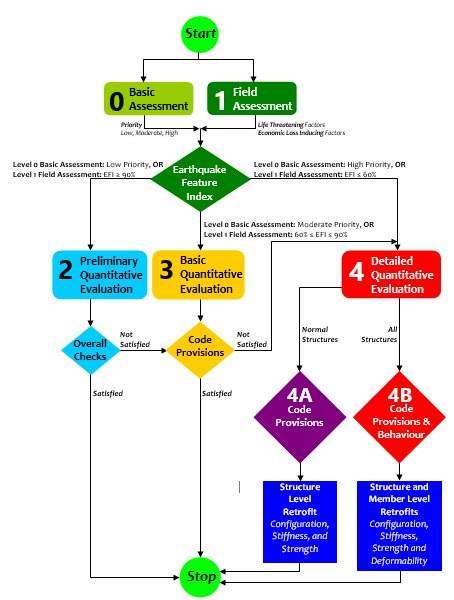 Start
0 Basic
Assessment
1 Field
Assessment
Priority
Low, Moderate, High
Life Threatening Factors
Economic Loss Inducing Factors
Level 0 Basic Assessment: Low Priority, OR
Level 1 Field Assessment: EFI ≥ 90%
Earthquake
Feature
Index
Level 0 Basic Assessment: High Priority, OR
Level 1 Field Assessment: EFI ≤ 60%
Level 0 Basic Assessment: Moderate Priority, OR
Level 1 Field Assessment: 60% ≤ EFI ≤ 90%
2 Preliminary
Quantitative
Evaluation
3 Basic
Quantitative
Evaluation
4 Detailed
Quantitative
Evaluation
Overall
Checks
Not
Satisfied
Code
Provisions
Not
Satisfied
Normal
Structures
All
Structures
Satisfied
Satisfied
4A
Code
Provisions
4B
Code
Provisions &
Behaviour
Structure
Level
Retrofit
Configuration,
Stiffness, and
Strength
Structure and
Member Level
Retrofits
Configuration,
Stiffness,
Strength and
Deformability
Stop